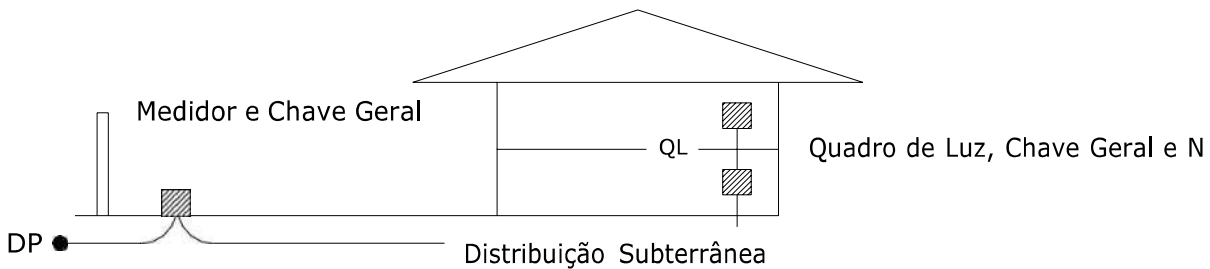 Medidor e Chave Geral
QL
Quadro de Luz, Chave Geral e N
DP
Distribuição Subterrânea